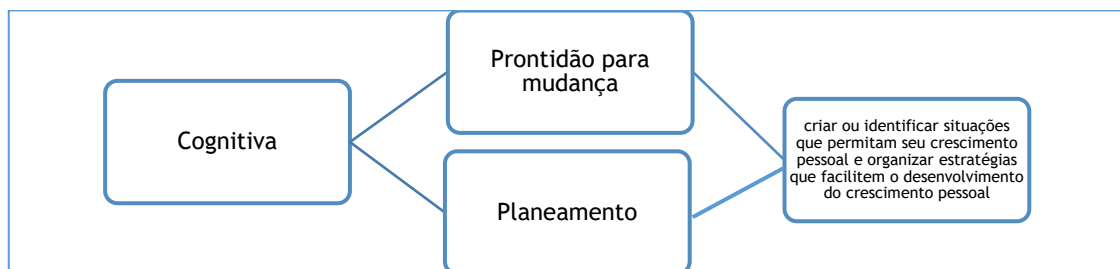 Cognitiva
Prontidão para
mudança
Planeamento
criar ou identificar situações
que permitam seu crescimento
pessoal e organizar estratégias
que facilitem o desenvolvimento
do crescimento pessoal